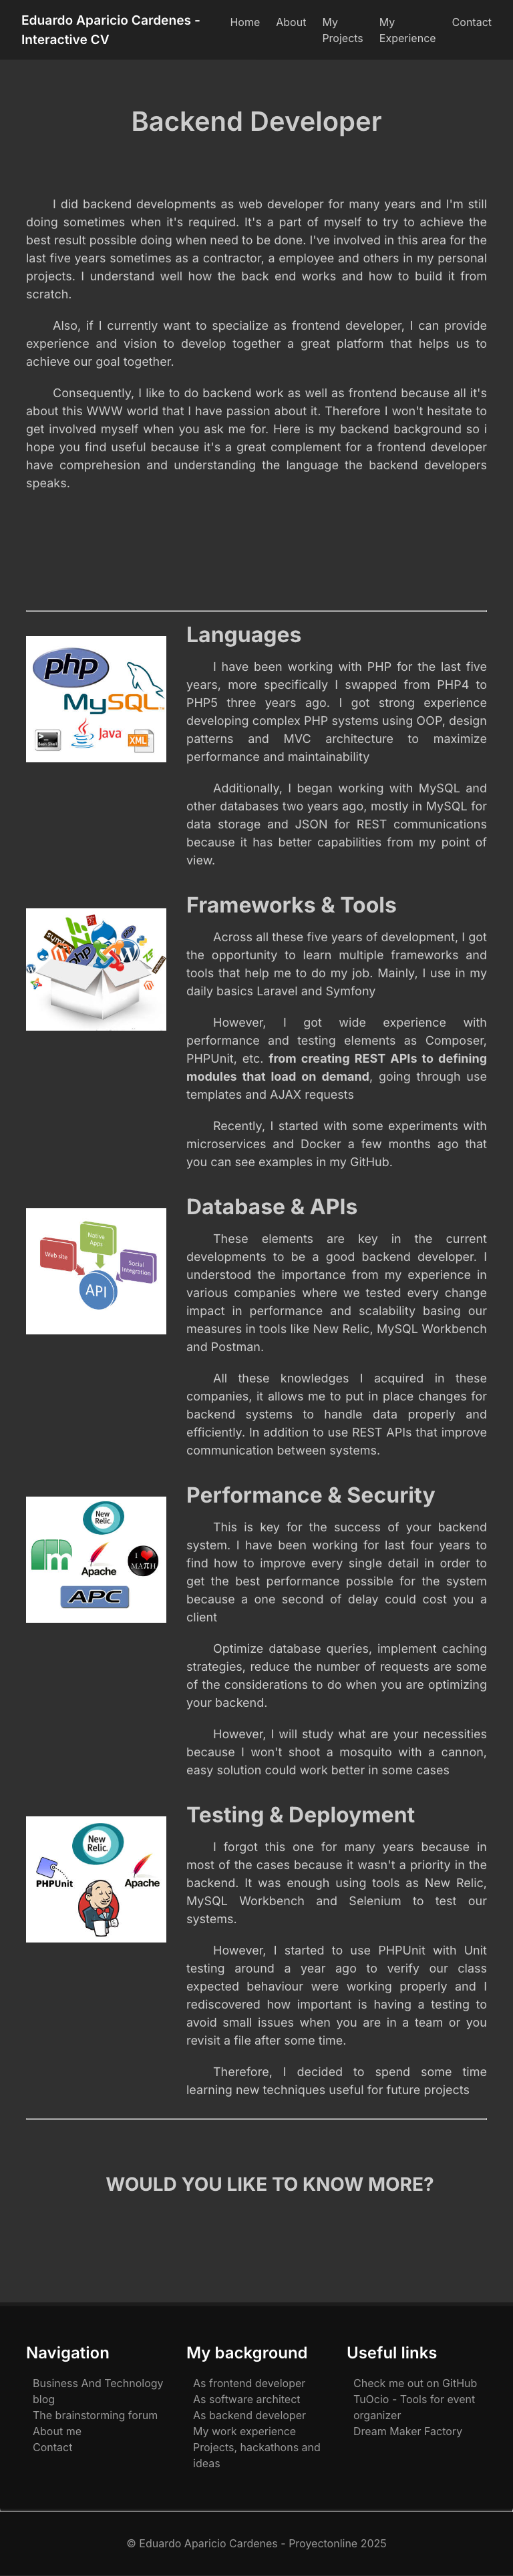 Eduardo Aparicio Cardenes -
Interactive CV
Home
About
My
Projects
My
Experience
Contact
Backend Developer
I did backend developments as web developer for many years and I'm still
doing sometimes when it's required. It's a part of myself to try to achieve the
best result possible doing when need to be done. I've involved in this area for the
last five years sometimes as a contractor, a employee and others in my personal
projects. I understand well how the back end works and how to build it from
scratch.
Also, if I currently want to specialize as frontend developer, I can provide
experience and vision to develop together a great platform that helps us to
achieve our goal together.
Consequently, I like to do backend work as well as frontend because all it's
about this WWW world that I have passion about it. Therefore I won't hesitate to
get involved myself when you ask me for. Here is my backend background so i
hope you find useful because it's a great complement for a frontend developer
have comprehesion and understanding the language the backend developers
speaks.
php
MySQL
Java
XML
Languages
I have been working with PHP for the last five
years, more specifically I swapped from PHP4 to
PHP5 three years ago. I got strong experience
developing complex PHP systems using OOP, design
patterns and MVC architecture to maximize
performance and maintainability
Additionally, I began working with MySQL and
other databases two years ago, mostly in MySQL for
data storage and JSON for REST communications
because it has better capabilities from my point of
view.
php
Frameworks & Tools
Across all these five years of development, I got
the opportunity to learn multiple frameworks and
tools that help me to do my job. Mainly, I use in my
daily basics Laravel and Symfony
However, I got wide experience with
performance and testing elements as Composer,
PHPUnit, etc. from creating REST APIs to defining
modules that load on demand, going through use
templates and AJAX requests
Recently, I started with some experiments with
microservices and Docker a few months ago that
you can see examples in my GitHub.
Web site
Native
Apps
Social
Integrition
API
Database & APIs
These elements are key in the current
developments to be a good backend developer. I
understood the importance from my experience in
various companies where we tested every change
impact in performance and scalability basing our
measures in tools like New Relic, MySQL Workbench
and Postman.
All these knowledges I acquired in these
companies, it allows me to put in place changes for
backend systems to handle data properly and
efficiently. In addition to use REST APIs that improve
communication between systems.
New
Relic.
Apache
I
MATH
APC
Performance & Security
This is key for the success of your backend
system. I have been working for last four years to
find how to improve every single detail in order to
get the best performance possible for the system
because a one second of delay could cost you a
client
Optimize database queries, implement caching
strategies, reduce the number of requests are some
of the considerations to do when you are optimizing
your backend.
However, I will study what are your necessities
because I won't shoot a mosquito with a cannon,
easy solution could work better in some cases
New
Relic.
PHPUnit
Apache
Testing & Deployment
I forgot this one for many years because in
most of the cases because it wasn't a priority in the
backend. It was enough using tools as New Relic,
MySQL Workbench and Selenium to test our
systems.
However, I started to use PHPUnit with Unit
testing around a year ago to verify our class
expected behaviour were working properly and I
rediscovered how important is having a testing to
avoid small issues when you are in a team or you
revisit a file after some time.
Therefore, I decided to spend some time
learning new techniques useful for future projects
WOULD YOU LIKE TO KNOW MORE?
Navigation
Business And Technology
blog
The brainstorming forum
About me
Contact
My background
As frontend developer
As software architect
As backend developer
My work experience
Projects, hackathons and
ideas
Useful links
Check me out on GitHub
TuOcio - Tools for event
organizer
Dream Maker Factory
© Eduardo Aparicio Cardenes - Proyectonline 2025